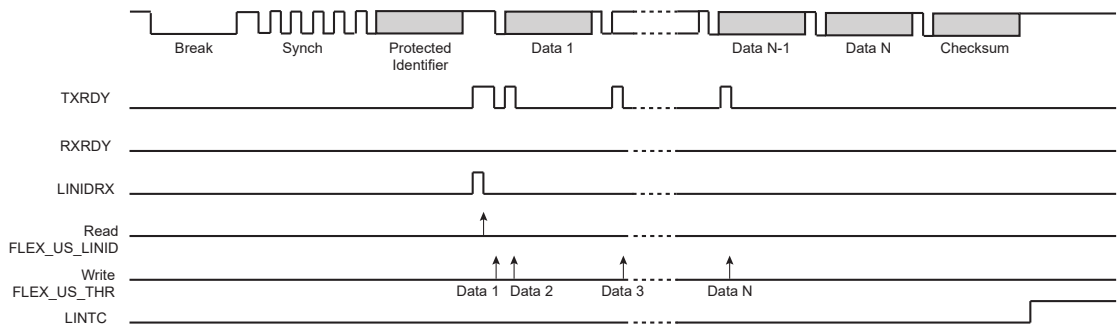 Break Synch Protected Data 1 Data N-1 Data N Checksum
Identifier
TXRDY
RXRDY
LINIDRX
Read
FLEX_US_LINID
Write
FLEX_US_THR
Data 1 Data 2 Data 3 Data N
LINTC